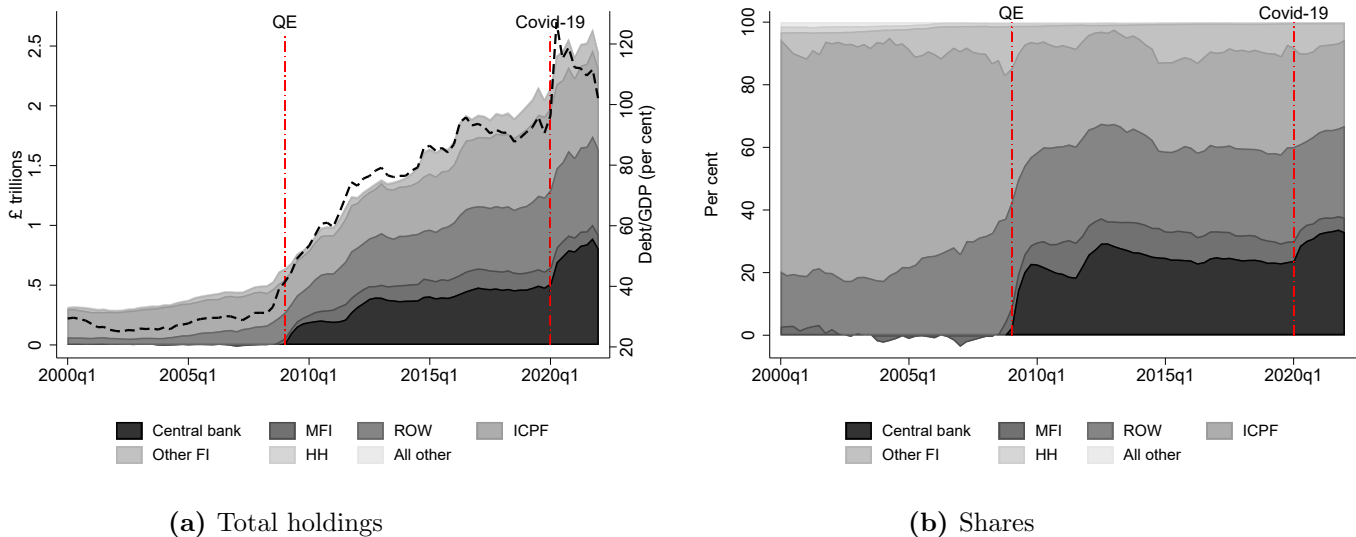 QE
Covid-19
£ trillions
2.5
2
1.5
1
.5
0
Debt/GDP (per cent)
120
100
80
60
40
20
2000q1 2005q1 2010q1 2015q1 2020q1
Central bank MFI ROW ICPF
Other FI HH All other
(a) Total holdings
QE
Covid-19
Per cent
100
80
60
40
20
0
2000q1 2005q1 2010q1 2015q1 2020q1
Central bank MFI ROW ICPF
Other FI HH All other
(b) Shares